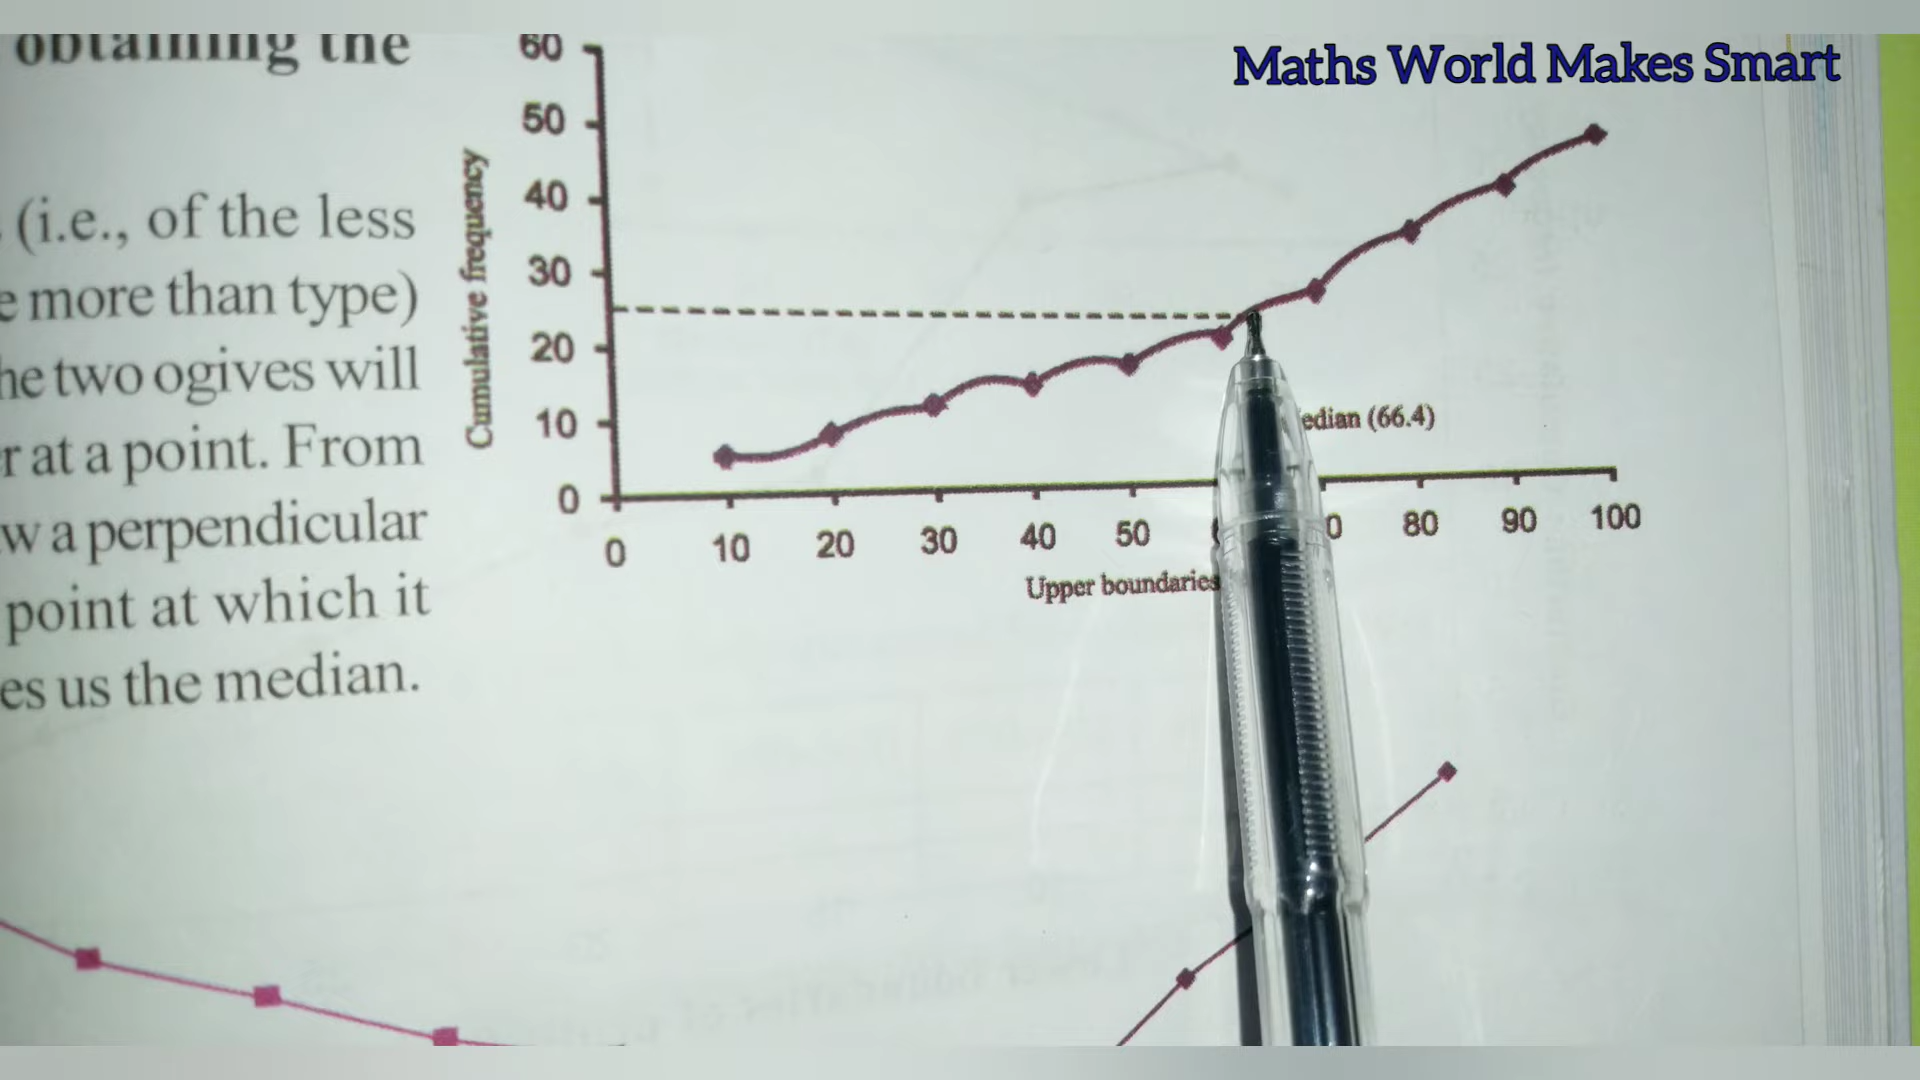 obtaining the
Maths World Makes Smart
(i.e., of the less
e more than type)
he two ogives will
r at a point. From
w a perpendicular
point at which it
es us the median.
60
50
40
30
20
10
0
Cumulative frequency
edian (66.4)
0 10 20 30 40 50 0 80 90 100
Upper boundaries